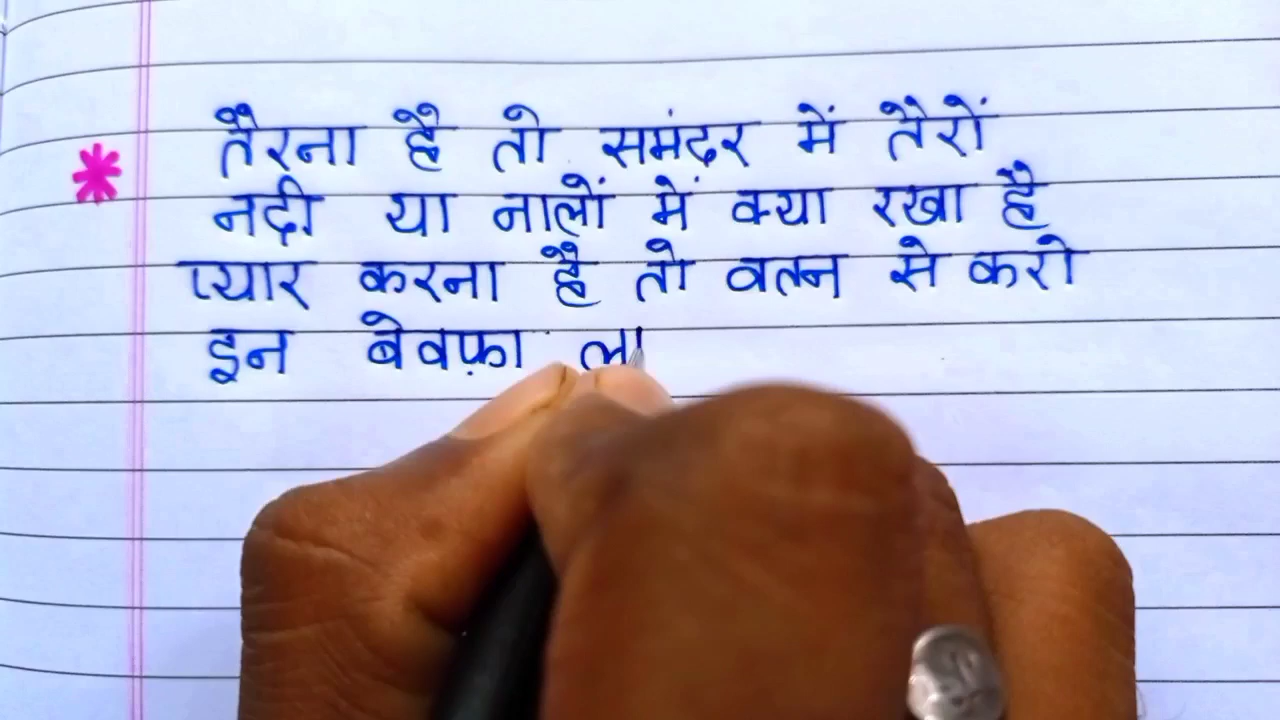 तैरना है तो समंदर में तैरों
नदी या नालों में क्या रखा है
प्यार करना है तो वतन से करो
इन बेवफ़ा ला